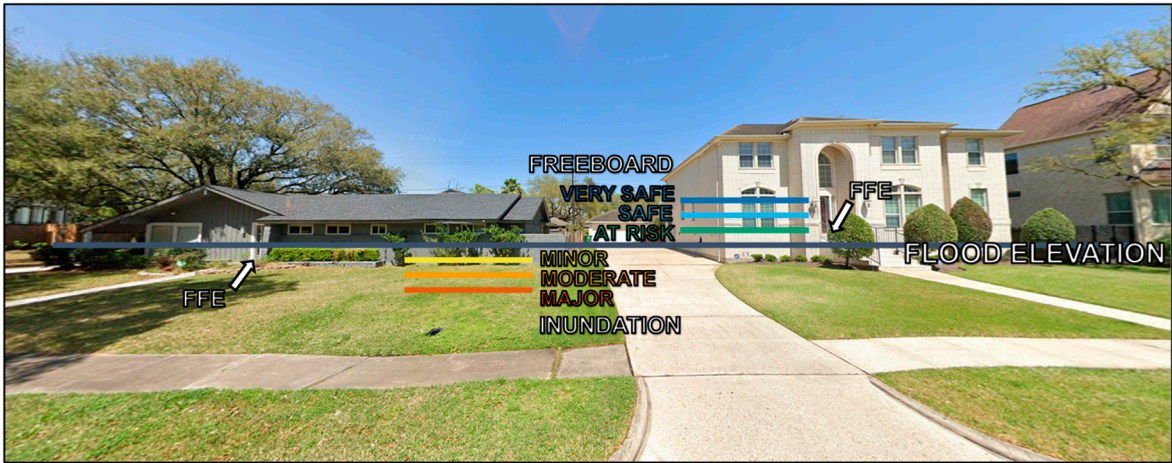 FREEBOARD
VERY SAFE
SAFE
AT RISK
FFE
FLOOD ELEVATION
FFE
MINOR
MODERATE
MAJOR
INUNDATION